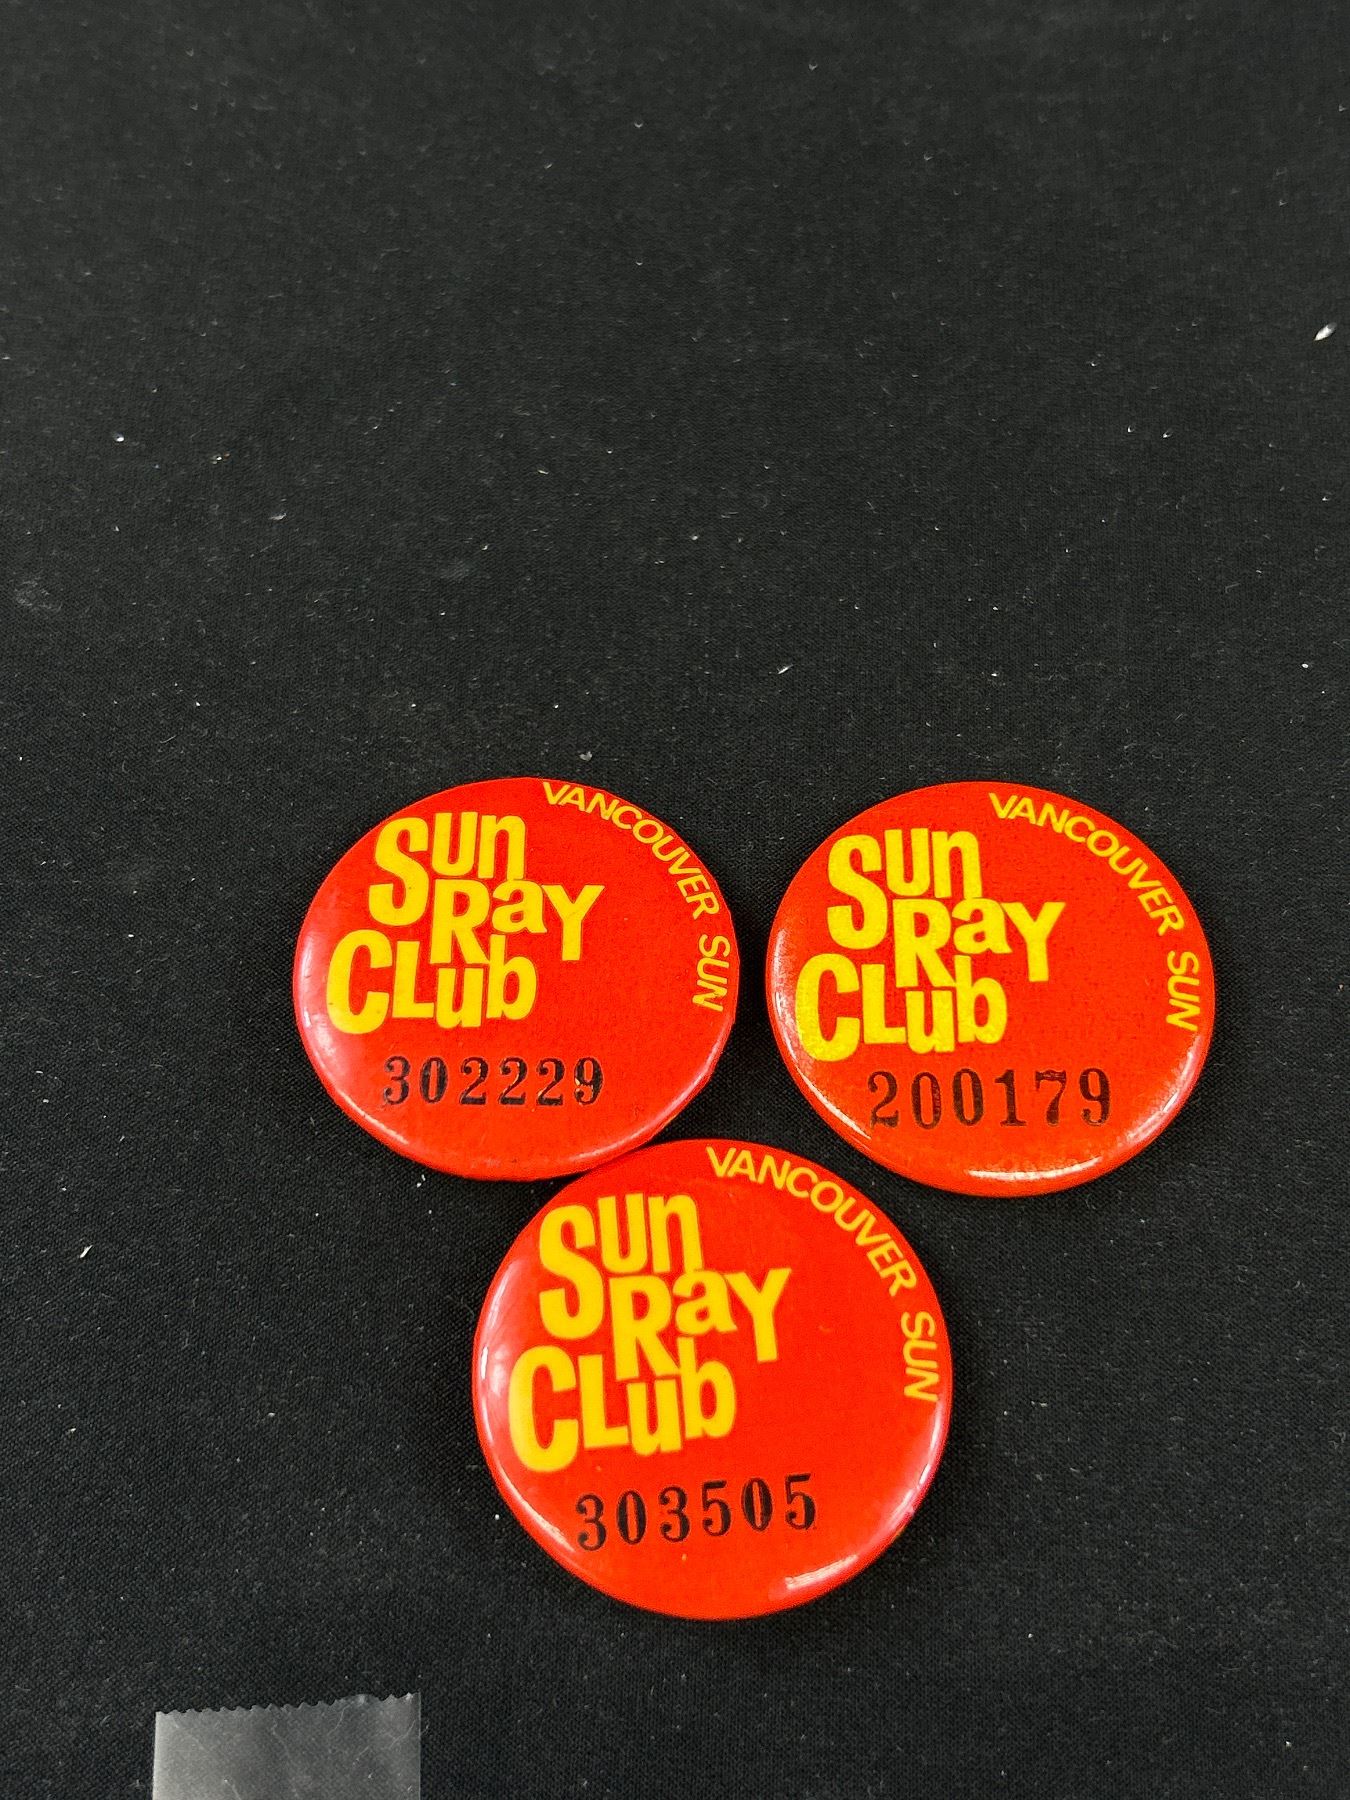 Sun
Ray
Club
VANCOUVER SUN
302229
Sun
Ray
Club
VANCOUVER SUN
200179
Sun
Ray
Club
VANCOUVER SUN
303505